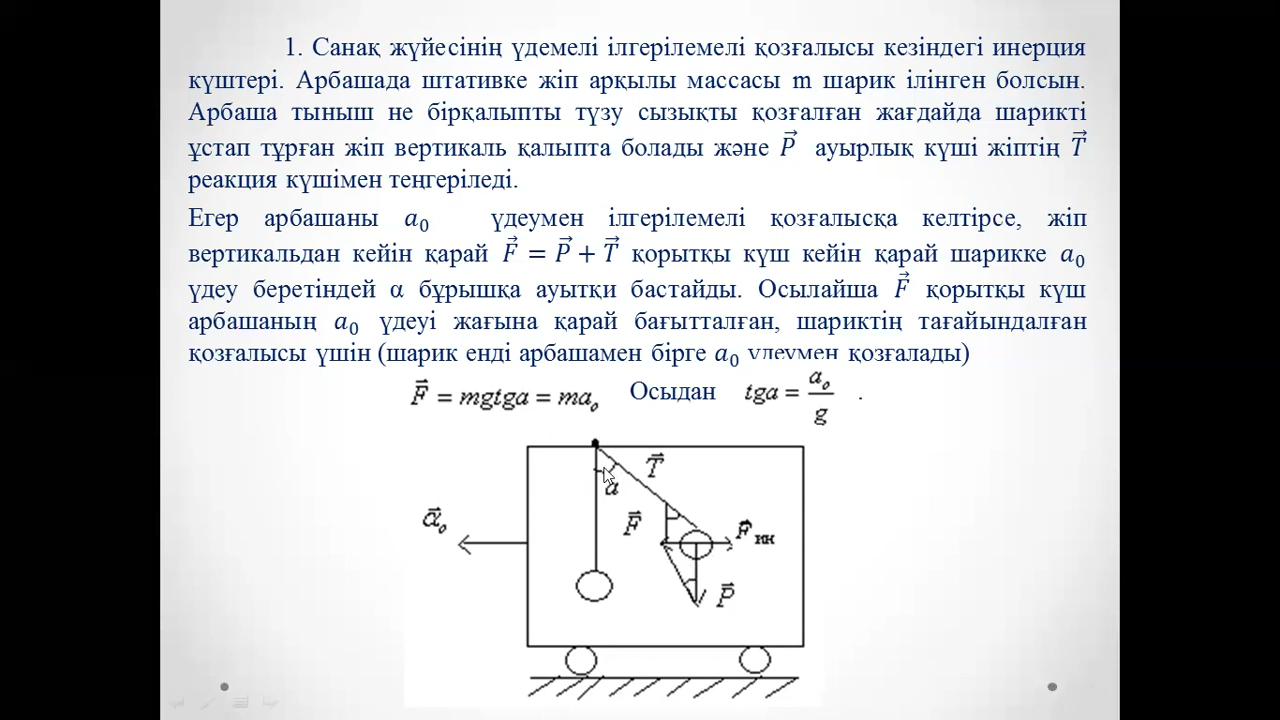 1. Санақ жүйесінің үдемелі ілгерілемелі қозғалысы кезіндегі инерция
күштері. Арбашада штативке жіп арқылы массасы m шарик ілінген болсын.
Арбаша тыныш не бірқалыпты түзу сызықты қозғалған жағдайда шарикті
ұстап тұрған жіп вертикаль қалыпта болады және P⃗ ауырлық күші жіптің T⃗
реакция күшімен теңгеріледі.
Егер арбашаны a₀ үдеумен ілгерілемелі қозғалысқа келтірсе, жіп
вертикальдан кейін қарай F⃗ = P⃗ + T⃗ қорытқы күш кейін қарай шарикке a₀
үдеу беретіндей α бұрышқа ауытқи бастайды. Осылайша F⃗ қорытқы күш
арбашаның a₀ үдеуі жағына қарай бағытталған, шариктің тағайындалған
қозғалысы үшін (шарик енді арбашамен бірге a₀ үдеумен қозғалады)
F⃗ = mgtga = maₒ Осыдан tga = aₒ/g .
T⃗
a
a⃗ₒ
F⃗
F⃗ин
P⃗